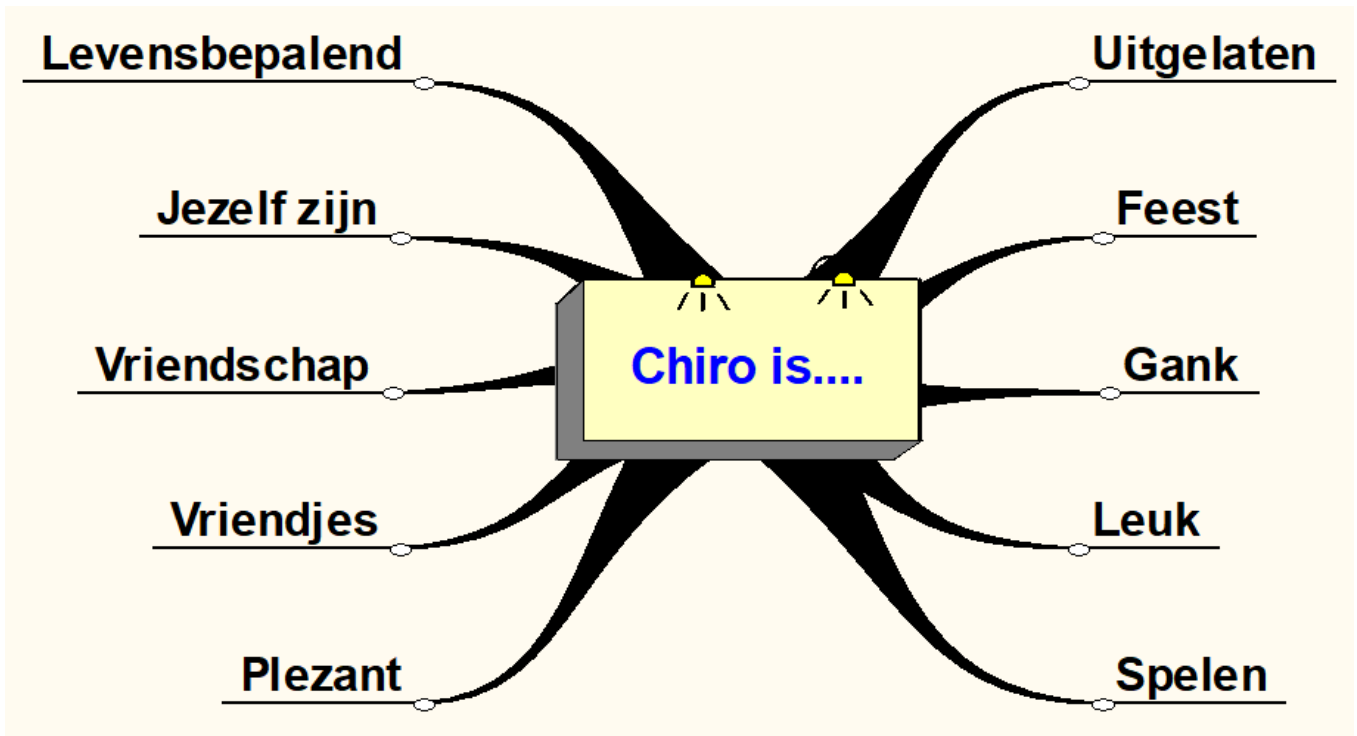 Levensbepalend
Uitgelaten
Jezelf zijn
Feest
Vriendschap
Chiro is....
Gank
Vriendjes
Leuk
Plezant
Spelen